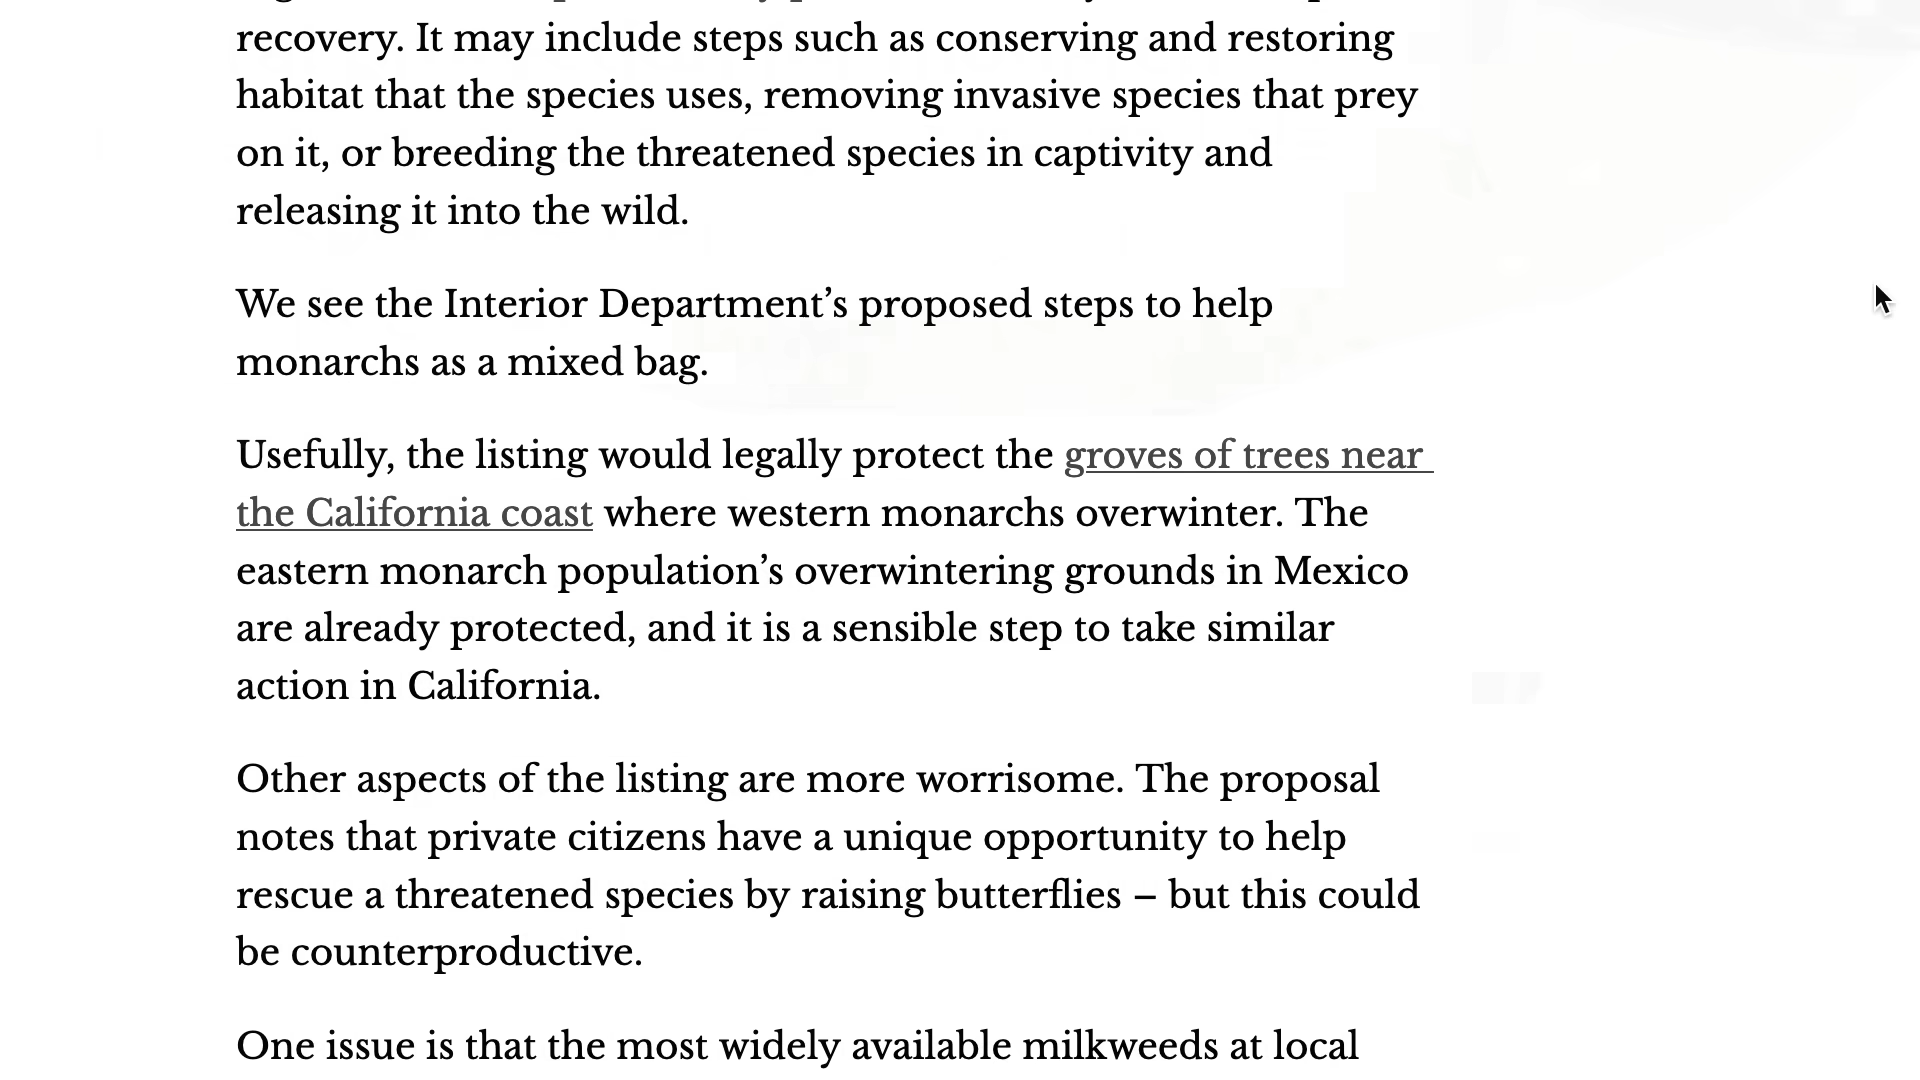 recovery. It may include steps such as conserving and restoring
habitat that the species uses, removing invasive species that prey
on it, or breeding the threatened species in captivity and
releasing it into the wild.
We see the Interior Department’s proposed steps to help
monarchs as a mixed bag.
Usefully, the listing would legally protect the groves of trees near
the California coast where western monarchs overwinter. The
eastern monarch population’s overwintering grounds in Mexico
are already protected, and it is a sensible step to take similar
action in California.
Other aspects of the listing are more worrisome. The proposal
notes that private citizens have a unique opportunity to help
rescue a threatened species by raising butterflies – but this could
be counterproductive.
One issue is that the most widely available milkweeds at local